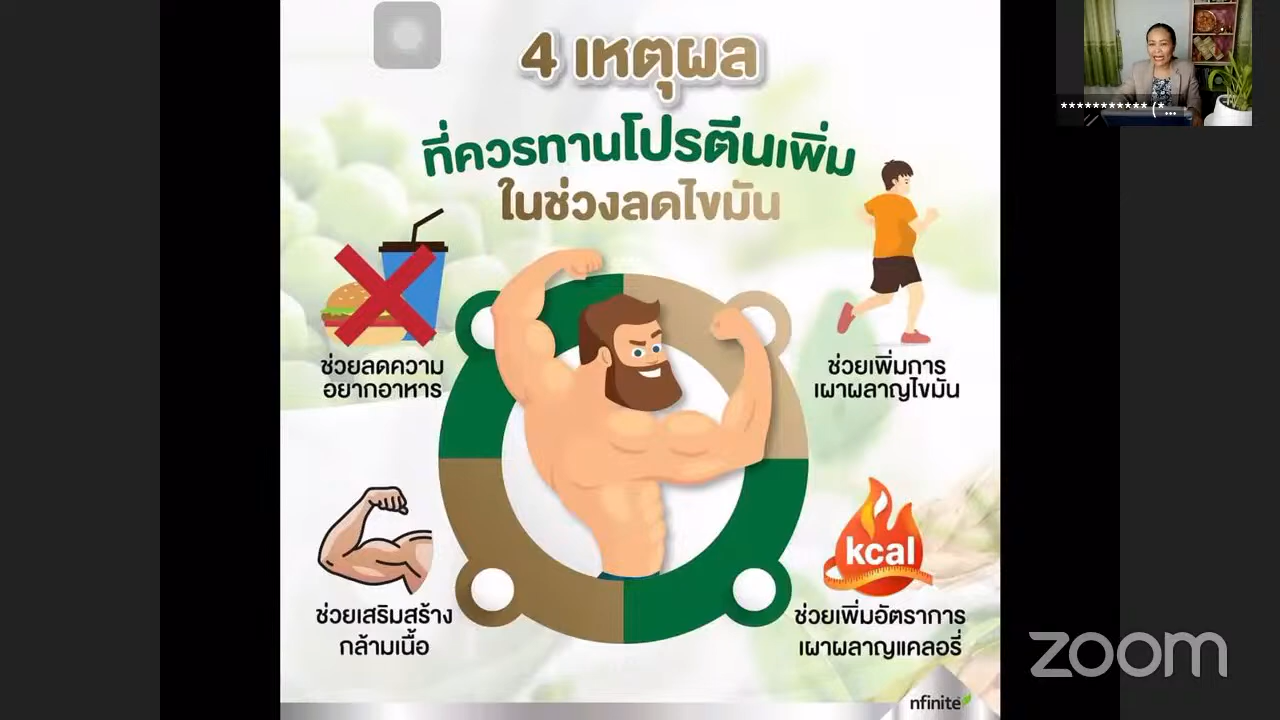 4 เหตุผล
ที่ควรทานโปรตีนเพิ่ม
ในช่วงลดไขมัน
ช่วยลดความ
อยากอาหาร
ช่วยเพิ่มการ
เผาผลาญไขมัน
kcal
ช่วยเสริมสร้าง
กล้ามเนื้อ
ช่วยเพิ่มอัตราการ
เผาผลาญแคลอรี่
nfinite
zoom
*********** (* ...